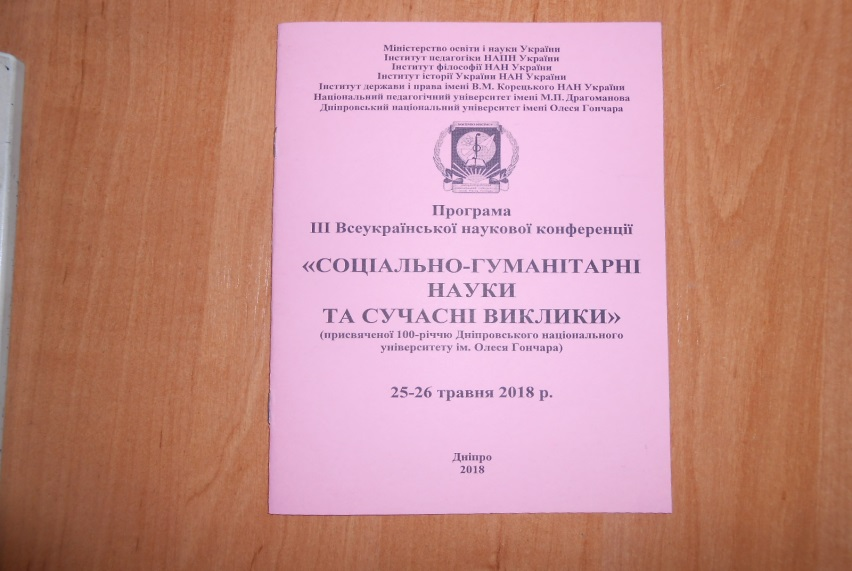 Міністерство освіти і науки України
Інститут педагогіки НАПН України
Інститут філософії НАН України
Інститут історії України НАН України
Інститут держави і права імені В.М. Корецького НАН України
Національний педагогічний університет імені М.П. Драгоманова
Дніпровський національний університет імені Олеся Гончара
Програма
ІІІ Всеукраїнської наукової конференції
«СОЦІАЛЬНО-ГУМАНІТАРНІ
НАУКИ
ТА СУЧАСНІ ВИКЛИКИ»
(присвяченої 100-річчю Дніпровського національного
університету ім. Олеся Гончара)
25-26 травня 2018 р.
Дніпро
2018